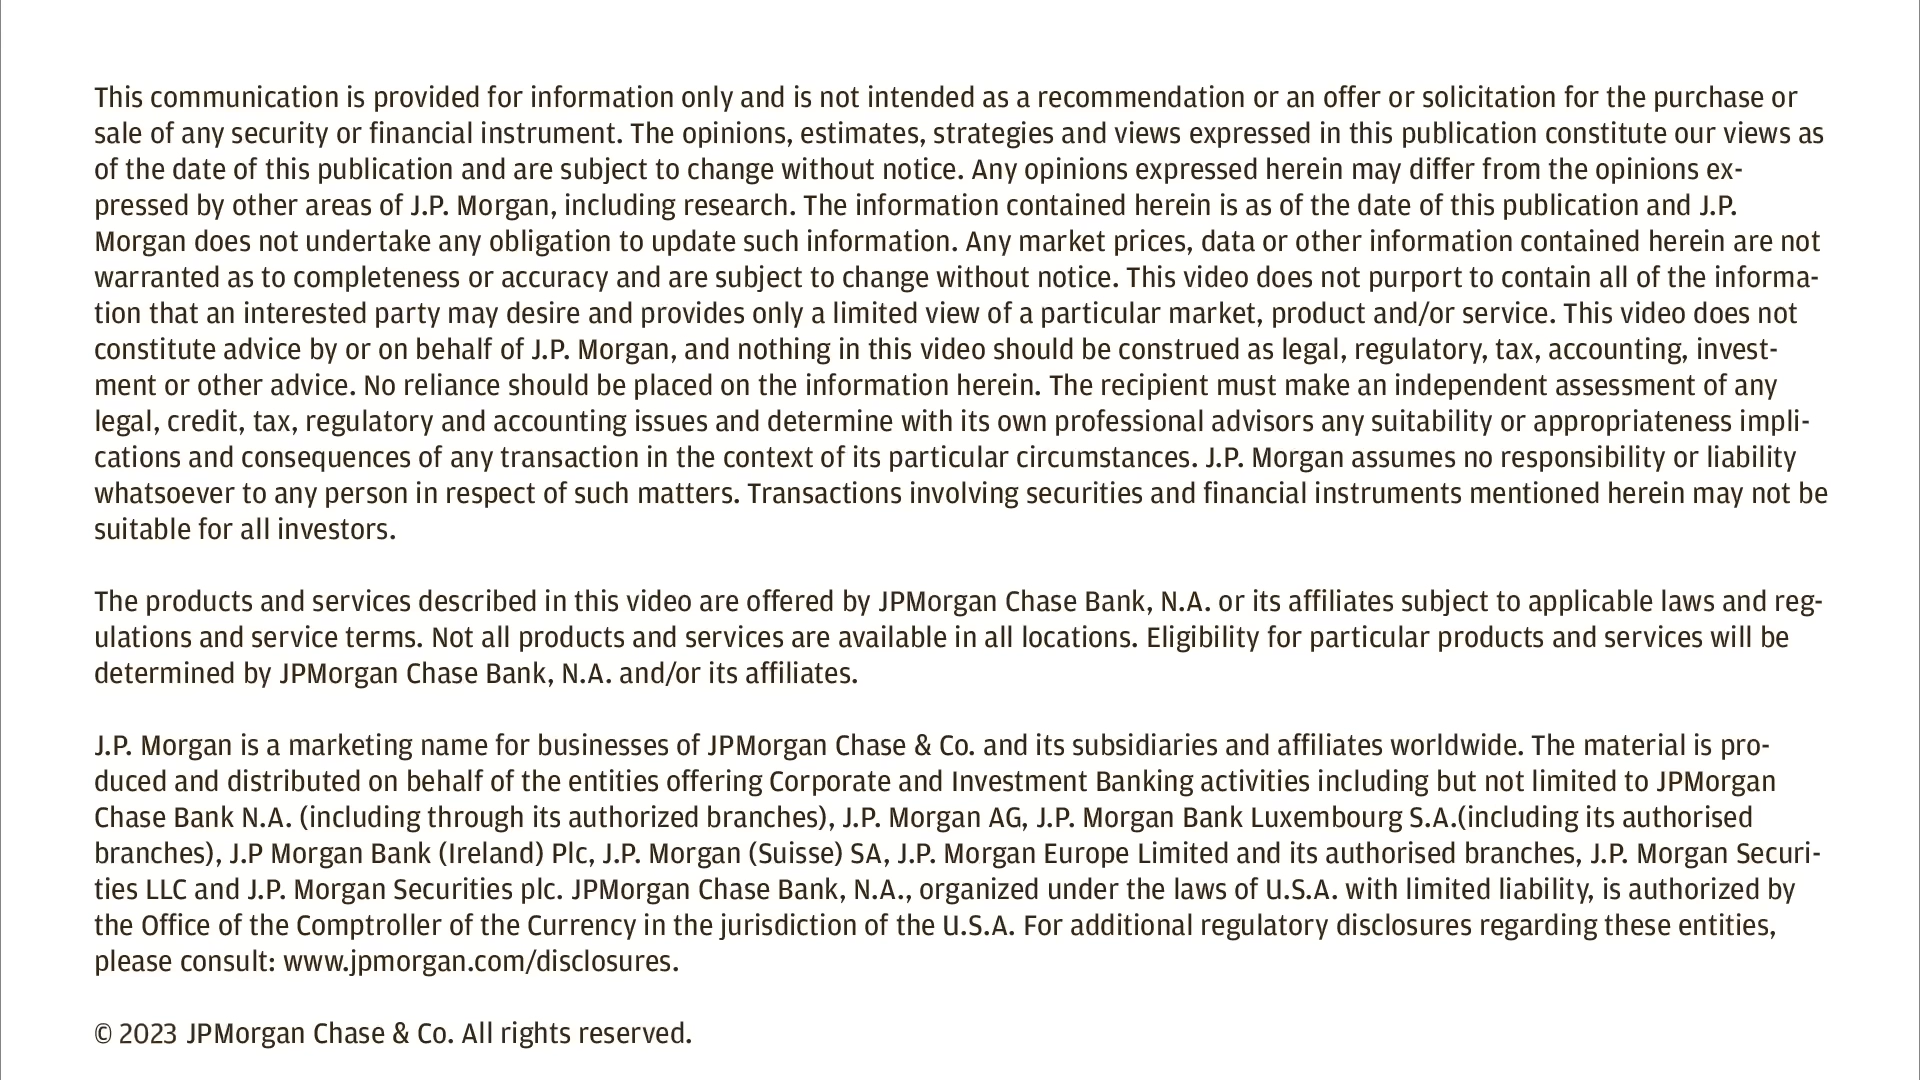 This communication is provided for information only and is not intended as a recommendation or an offer or solicitation for the purchase or
sale of any security or financial instrument. The opinions, estimates, strategies and views expressed in this publication constitute our views as
of the date of this publication and are subject to change without notice. Any opinions expressed herein may differ from the opinions ex-
pressed by other areas of J.P. Morgan, including research. The information contained herein is as of the date of this publication and J.P.
Morgan does not undertake any obligation to update such information. Any market prices, data or other information contained herein are not
warranted as to completeness or accuracy and are subject to change without notice. This video does not purport to contain all of the informa-
tion that an interested party may desire and provides only a limited view of a particular market, product and/or service. This video does not
constitute advice by or on behalf of J.P. Morgan, and nothing in this video should be construed as legal, regulatory, tax, accounting, invest-
ment or other advice. No reliance should be placed on the information herein. The recipient must make an independent assessment of any
legal, credit, tax, regulatory and accounting issues and determine with its own professional advisors any suitability or appropriateness impli-
cations and consequences of any transaction in the context of its particular circumstances. J.P. Morgan assumes no responsibility or liability
whatsoever to any person in respect of such matters. Transactions involving securities and financial instruments mentioned herein may not be
suitable for all investors.
The products and services described in this video are offered by JPMorgan Chase Bank, N.A. or its affiliates subject to applicable laws and reg-
ulations and service terms. Not all products and services are available in all locations. Eligibility for particular products and services will be
determined by JPMorgan Chase Bank, N.A. and/or its affiliates.
J.P. Morgan is a marketing name for businesses of JPMorgan Chase & Co. and its subsidiaries and affiliates worldwide. The material is pro-
duced and distributed on behalf of the entities offering Corporate and Investment Banking activities including but not limited to JPMorgan
Chase Bank N.A. (including through its authorized branches), J.P. Morgan AG, J.P. Morgan Bank Luxembourg S.A.(including its authorised
branches), J.P Morgan Bank (Ireland) Plc, J.P. Morgan (Suisse) SA, J.P. Morgan Europe Limited and its authorised branches, J.P. Morgan Securi-
ties LLC and J.P. Morgan Securities plc. JPMorgan Chase Bank, N.A., organized under the laws of U.S.A. with limited liability, is authorized by
the Office of the Comptroller of the Currency in the jurisdiction of the U.S.A. For additional regulatory disclosures regarding these entities,
please consult: www.jpmorgan.com/disclosures.
© 2023 JPMorgan Chase & Co. All rights reserved.